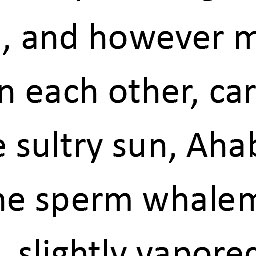 , and however m
n each other, car
e sultry sun, Ahab
he sperm whalem
slightly vapored